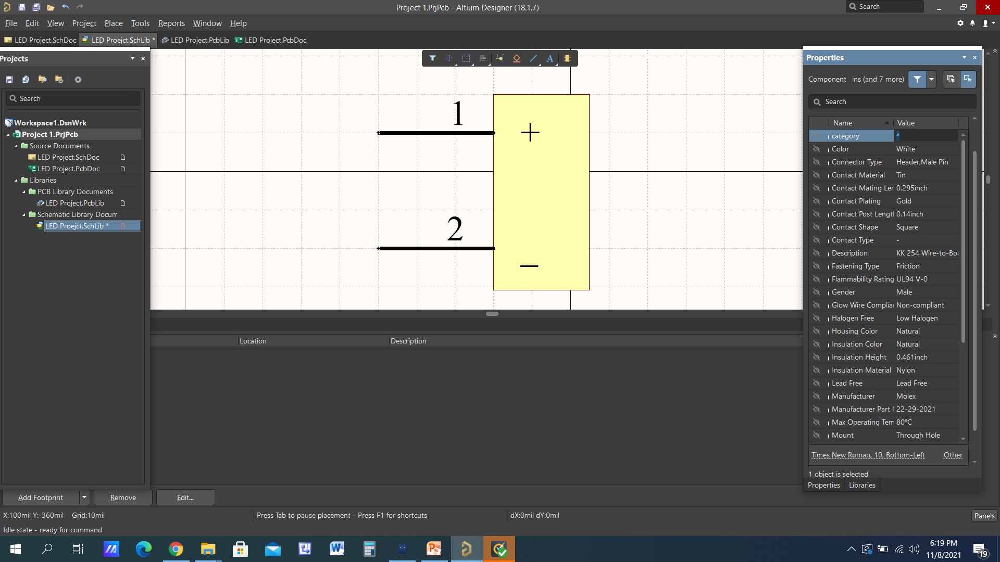 Project 1.PrjPcb - Altium Designer (18.1.7)
Search
File Edit View Project Place Tools Reports Window Help
LED Project.SchDoc
LED Proejct.SchLib *
LED Project.PcbLib
LED Project.PcbDoc
Projects
Search
Workspace1.DsnWrk
Project 1.PrjPcb
Source Documents
LED Project.SchDoc
LED Project.PcbDoc
Libraries
PCB Library Documents
LED Project.PcbLib
Schematic Library Docum
LED Proejct.SchLib *
A
1
+
2
–
Location
Description
Properties
Component ins (and 7 more)
Search
Name Value
category *
Color White
Connector Type Header,Male Pin
Contact Material Tin
Contact Mating Ler 0.295inch
Contact Plating Gold
Contact Post Lengtl 0.14inch
Contact Shape Square
Contact Type -
Description KK 254 Wire-to-Boa
Fastening Type Friction
Flammability Rating UL94 V-0
Gender Male
Glow Wire Complia Non-compliant
Halogen Free Low Halogen
Housing Color Natural
Insulation Color Natural
Insulation Height 0.461inch
Insulation Material Nylon
Lead Free Lead Free
Manufacturer Molex
Manufacturer Part 22-29-2021
Max Operating Tem 80°C
Mount Through Hole
Times New Roman, 10, Bottom-Left Other
1 object is selected
Properties Libraries
Add Footprint Remove Edit...
X:100mil Y:-360mil Grid:10mil
Press Tab to pause placement - Press F1 for shortcuts
dX:0mil dY:0mil
Panels
Idle state - ready for command
6:19 PM
11/8/2021
19